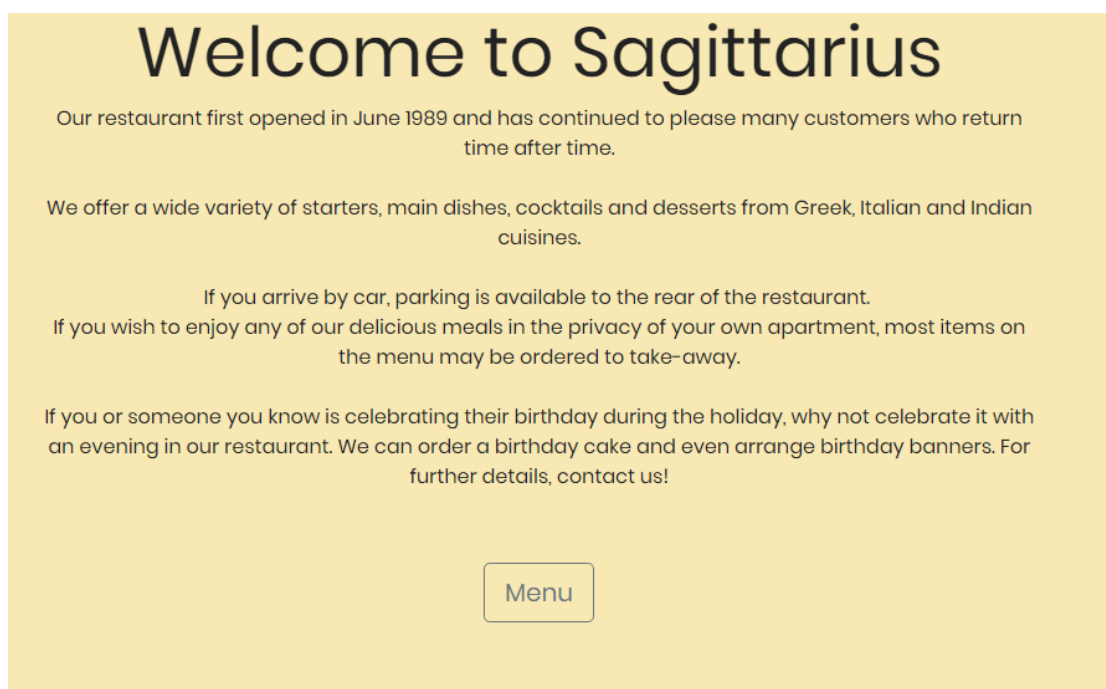 Welcome to Sagittarius
Our restaurant first opened in June 1989 and has continued to please many customers who return
time after time.
We offer a wide variety of starters, main dishes, cocktails and desserts from Greek, Italian and Indian
cuisines.
If you arrive by car, parking is available to the rear of the restaurant.
If you wish to enjoy any of our delicious meals in the privacy of your own apartment, most items on
the menu may be ordered to take-away.
If you or someone you know is celebrating their birthday during the holiday, why not celebrate it with
an evening in our restaurant. We can order a birthday cake and even arrange birthday banners. For
further details, contact us!
Menu